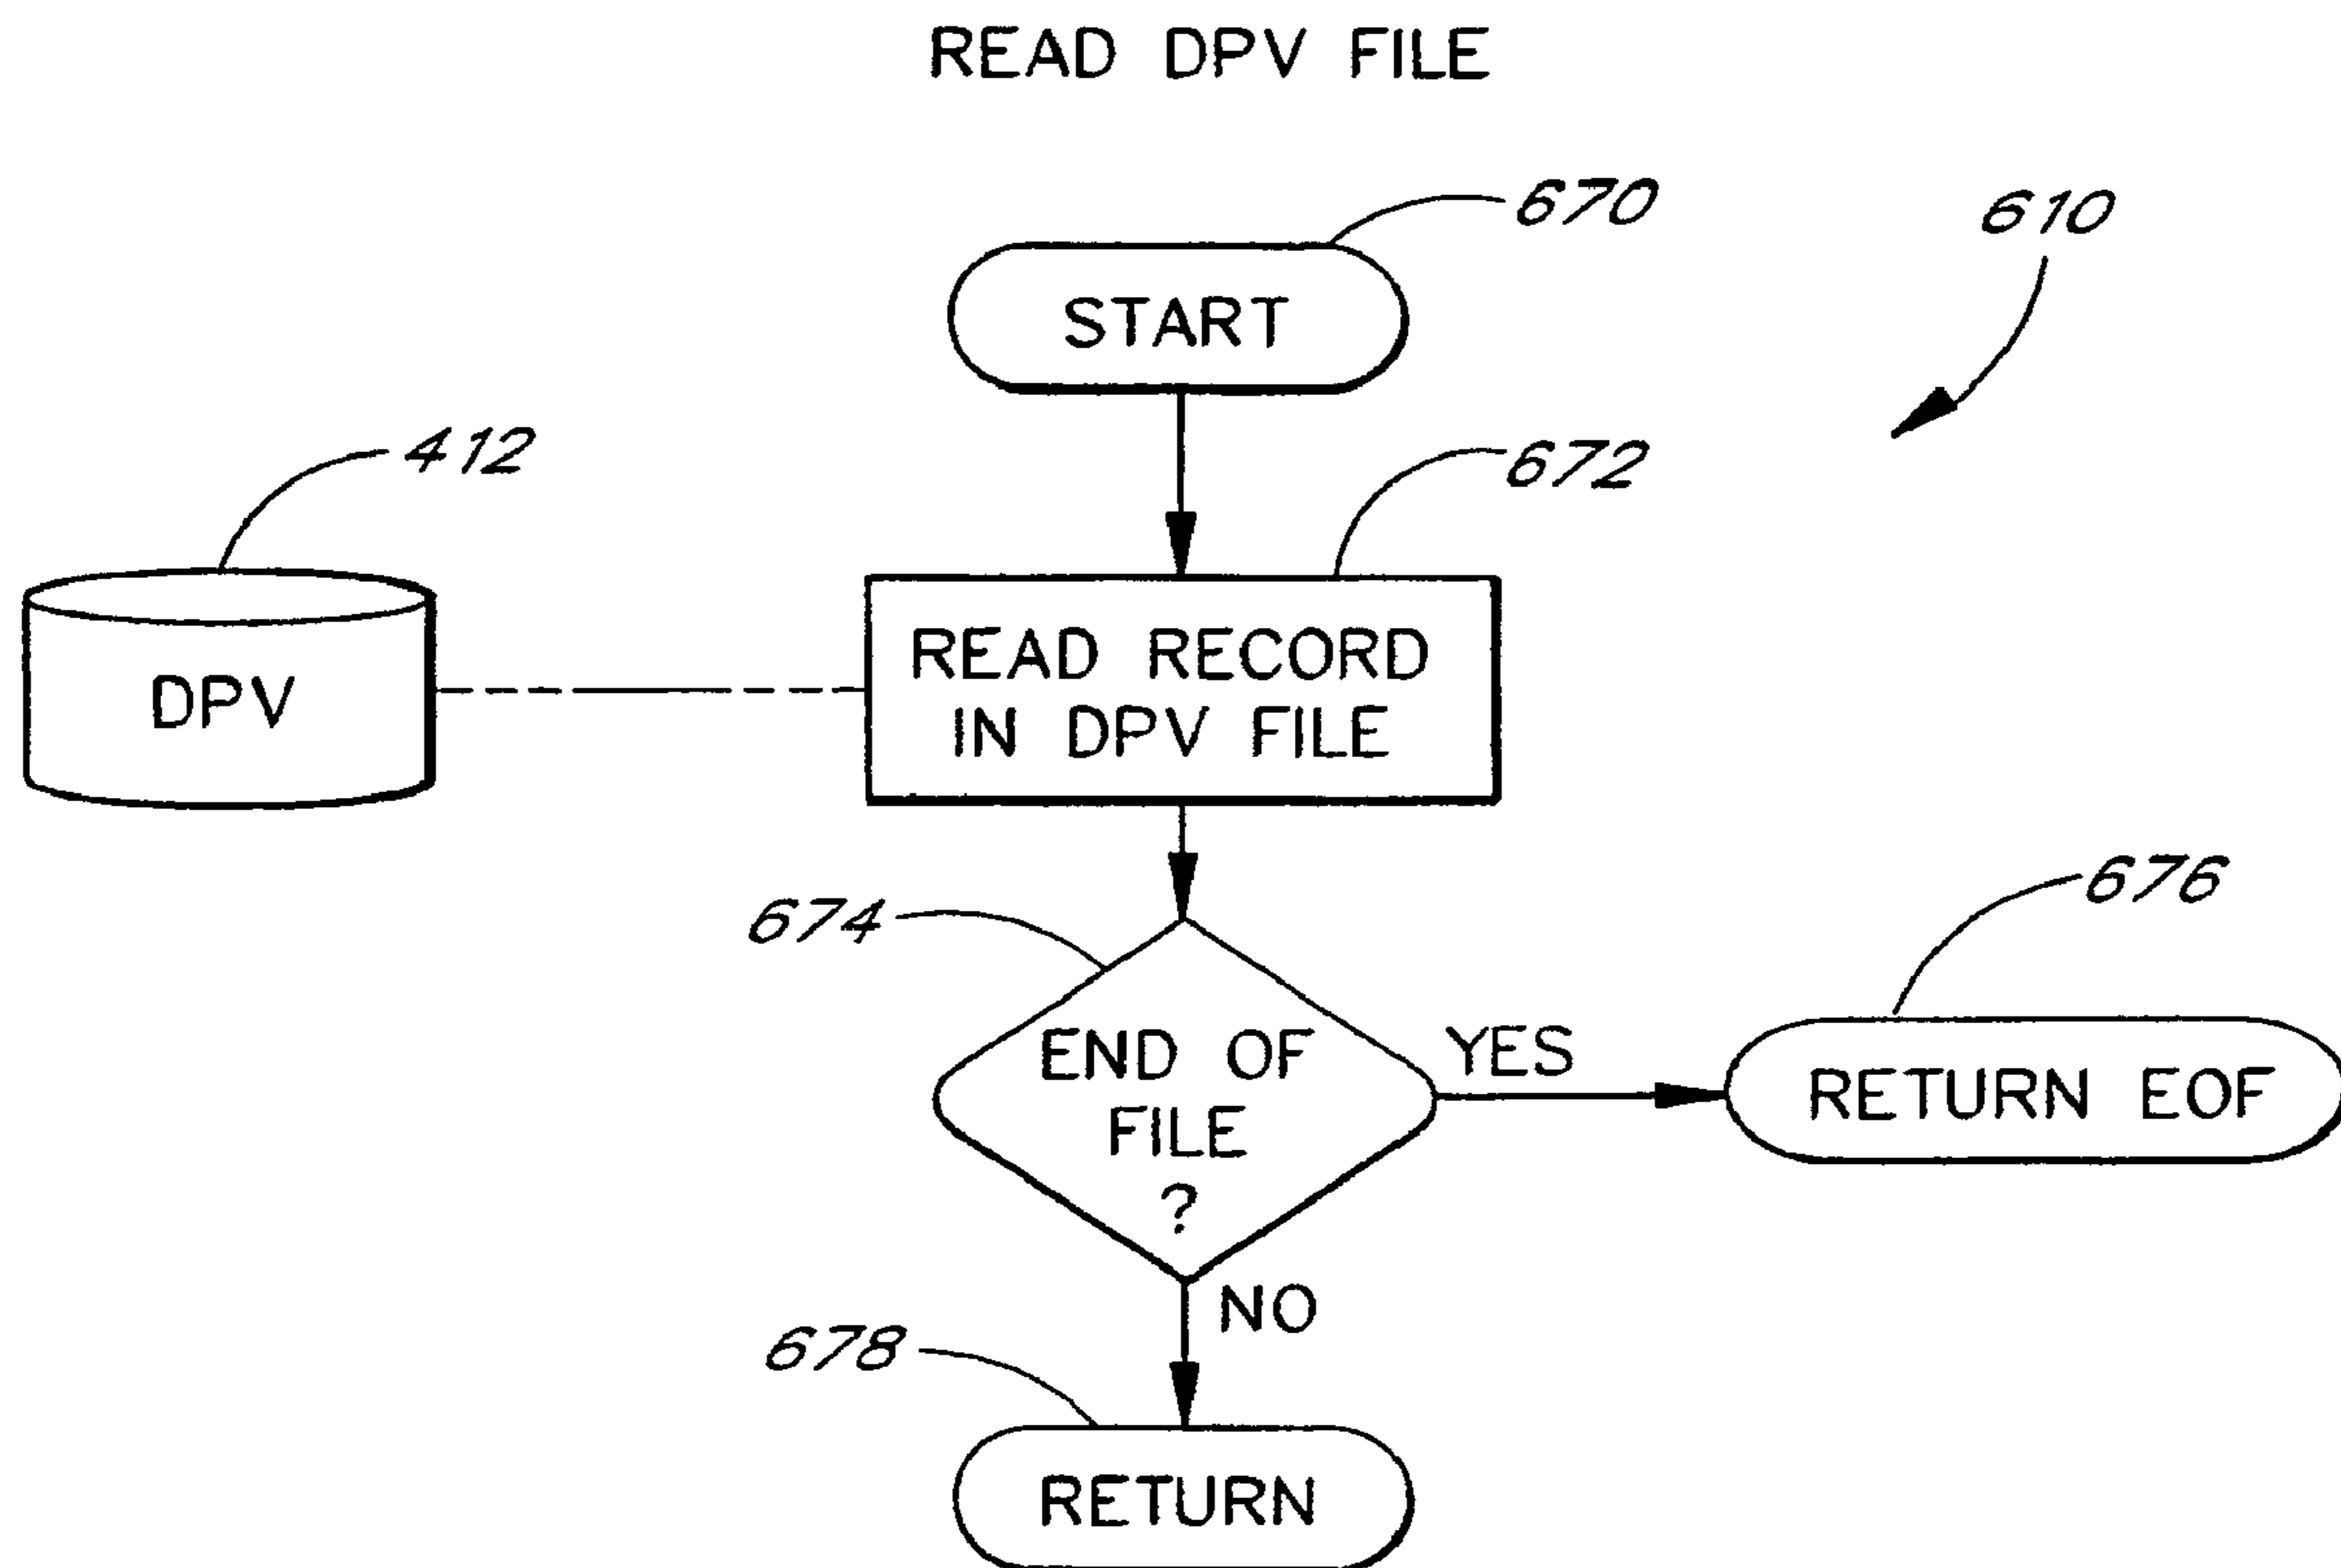 READ DPV FILE
670
610
START
412
672
DPV
READ RECORD
IN DPV FILE
674
676
END OF
FILE
?
YES
RETURN EOF
NO
678
RETURN